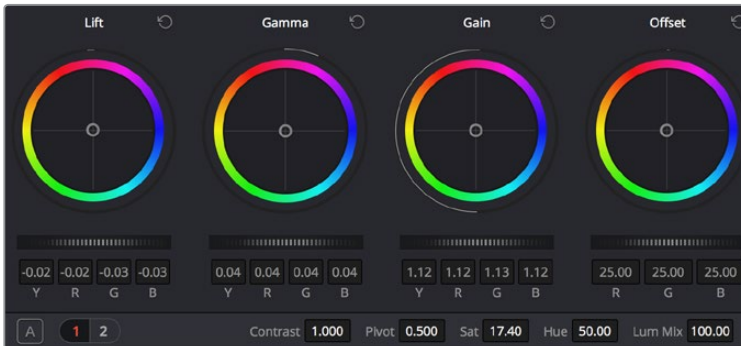 Lift Gamma Gain Offset
-0.02 -0.02 -0.03 -0.03 0.04 0.04 0.04 0.04 1.12 1.12 1.13 1.12 25.00 25.00 25.00
Y R G B Y R G B Y R G B R G B
A 1 2 Contrast 1.000 Pivot 0.500 Sat 17.40 Hue 50.00 Lum Mix 100.00